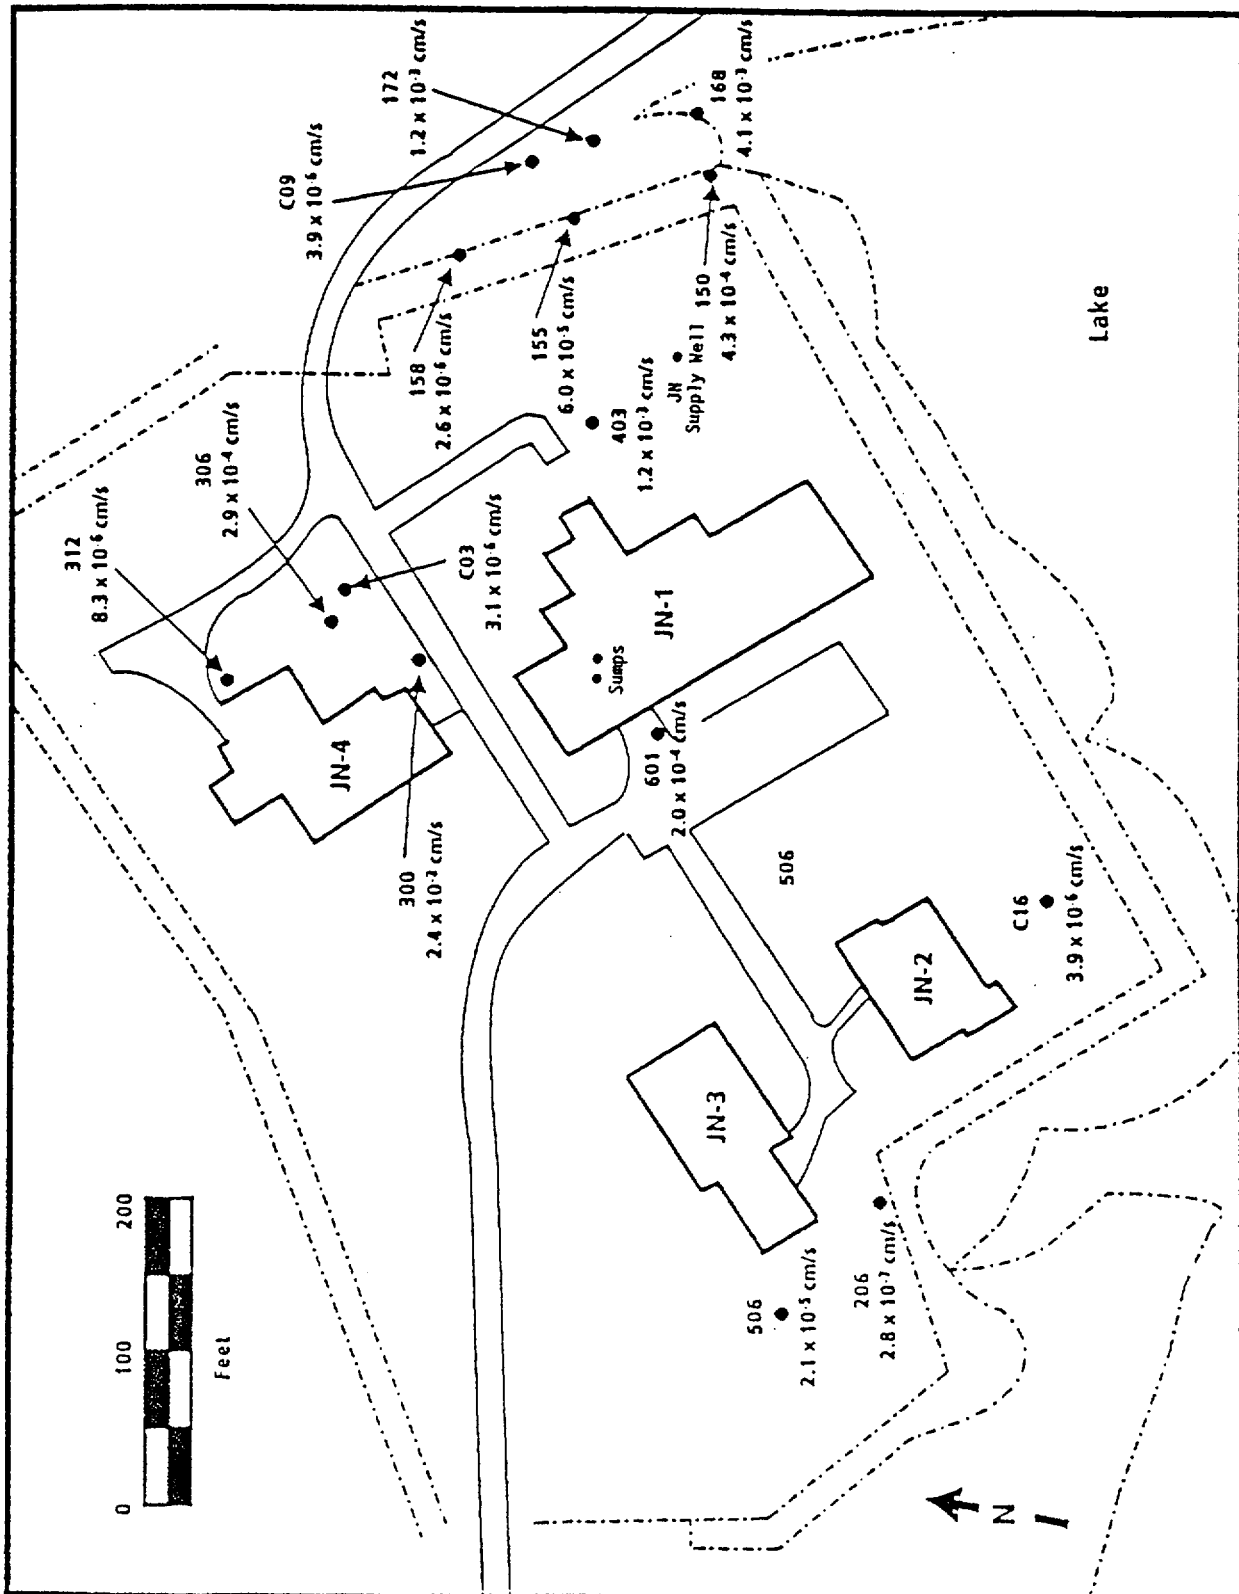 0 100 200
Feet
312
8.3 x 10⁻⁶ cm/s
306
2.9 x 10⁻⁴ cm/s
C09
3.9 x 10⁻⁶ cm/s
172
1.2 x 10⁻³ cm/s
JN-4
300
2.4 x 10⁻³ cm/s
C03
3.1 x 10⁻⁶ cm/s
158
2.6 x 10⁻⁶ cm/s
155
6.0 x 10⁻⁵ cm/s
403
1.2 x 10⁻³ cm/s
JN
Supply Well
150
4.3 x 10⁻⁴ cm/s
168
4.1 x 10⁻³ cm/s
Sumps
JN-1
601
2.0 x 10⁻⁴ cm/s
JN-3
506
506
2.1 x 10⁻⁵ cm/s
206
2.8 x 10⁻⁷ cm/s
JN-2
C16
3.9 x 10⁻⁶ cm/s
Lake
N